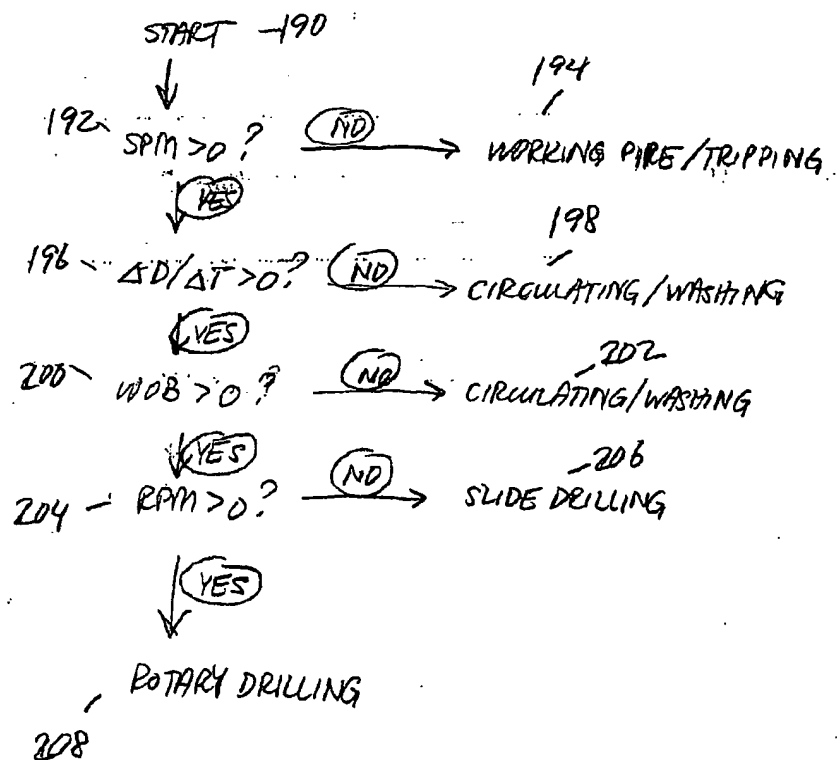 START -190
194
192 SPM>0? NO WORKING PIPE/TRIPPING
YES
198
196 ΔD/ΔT>0? NO CIRCULATING/WASHING
YES
202
200 WOB>0? NO CIRCULATING/WASHING
YES
206
204 - RPM>0? NO SLIDE DRILLING
YES
ROTARY DRILLING
208